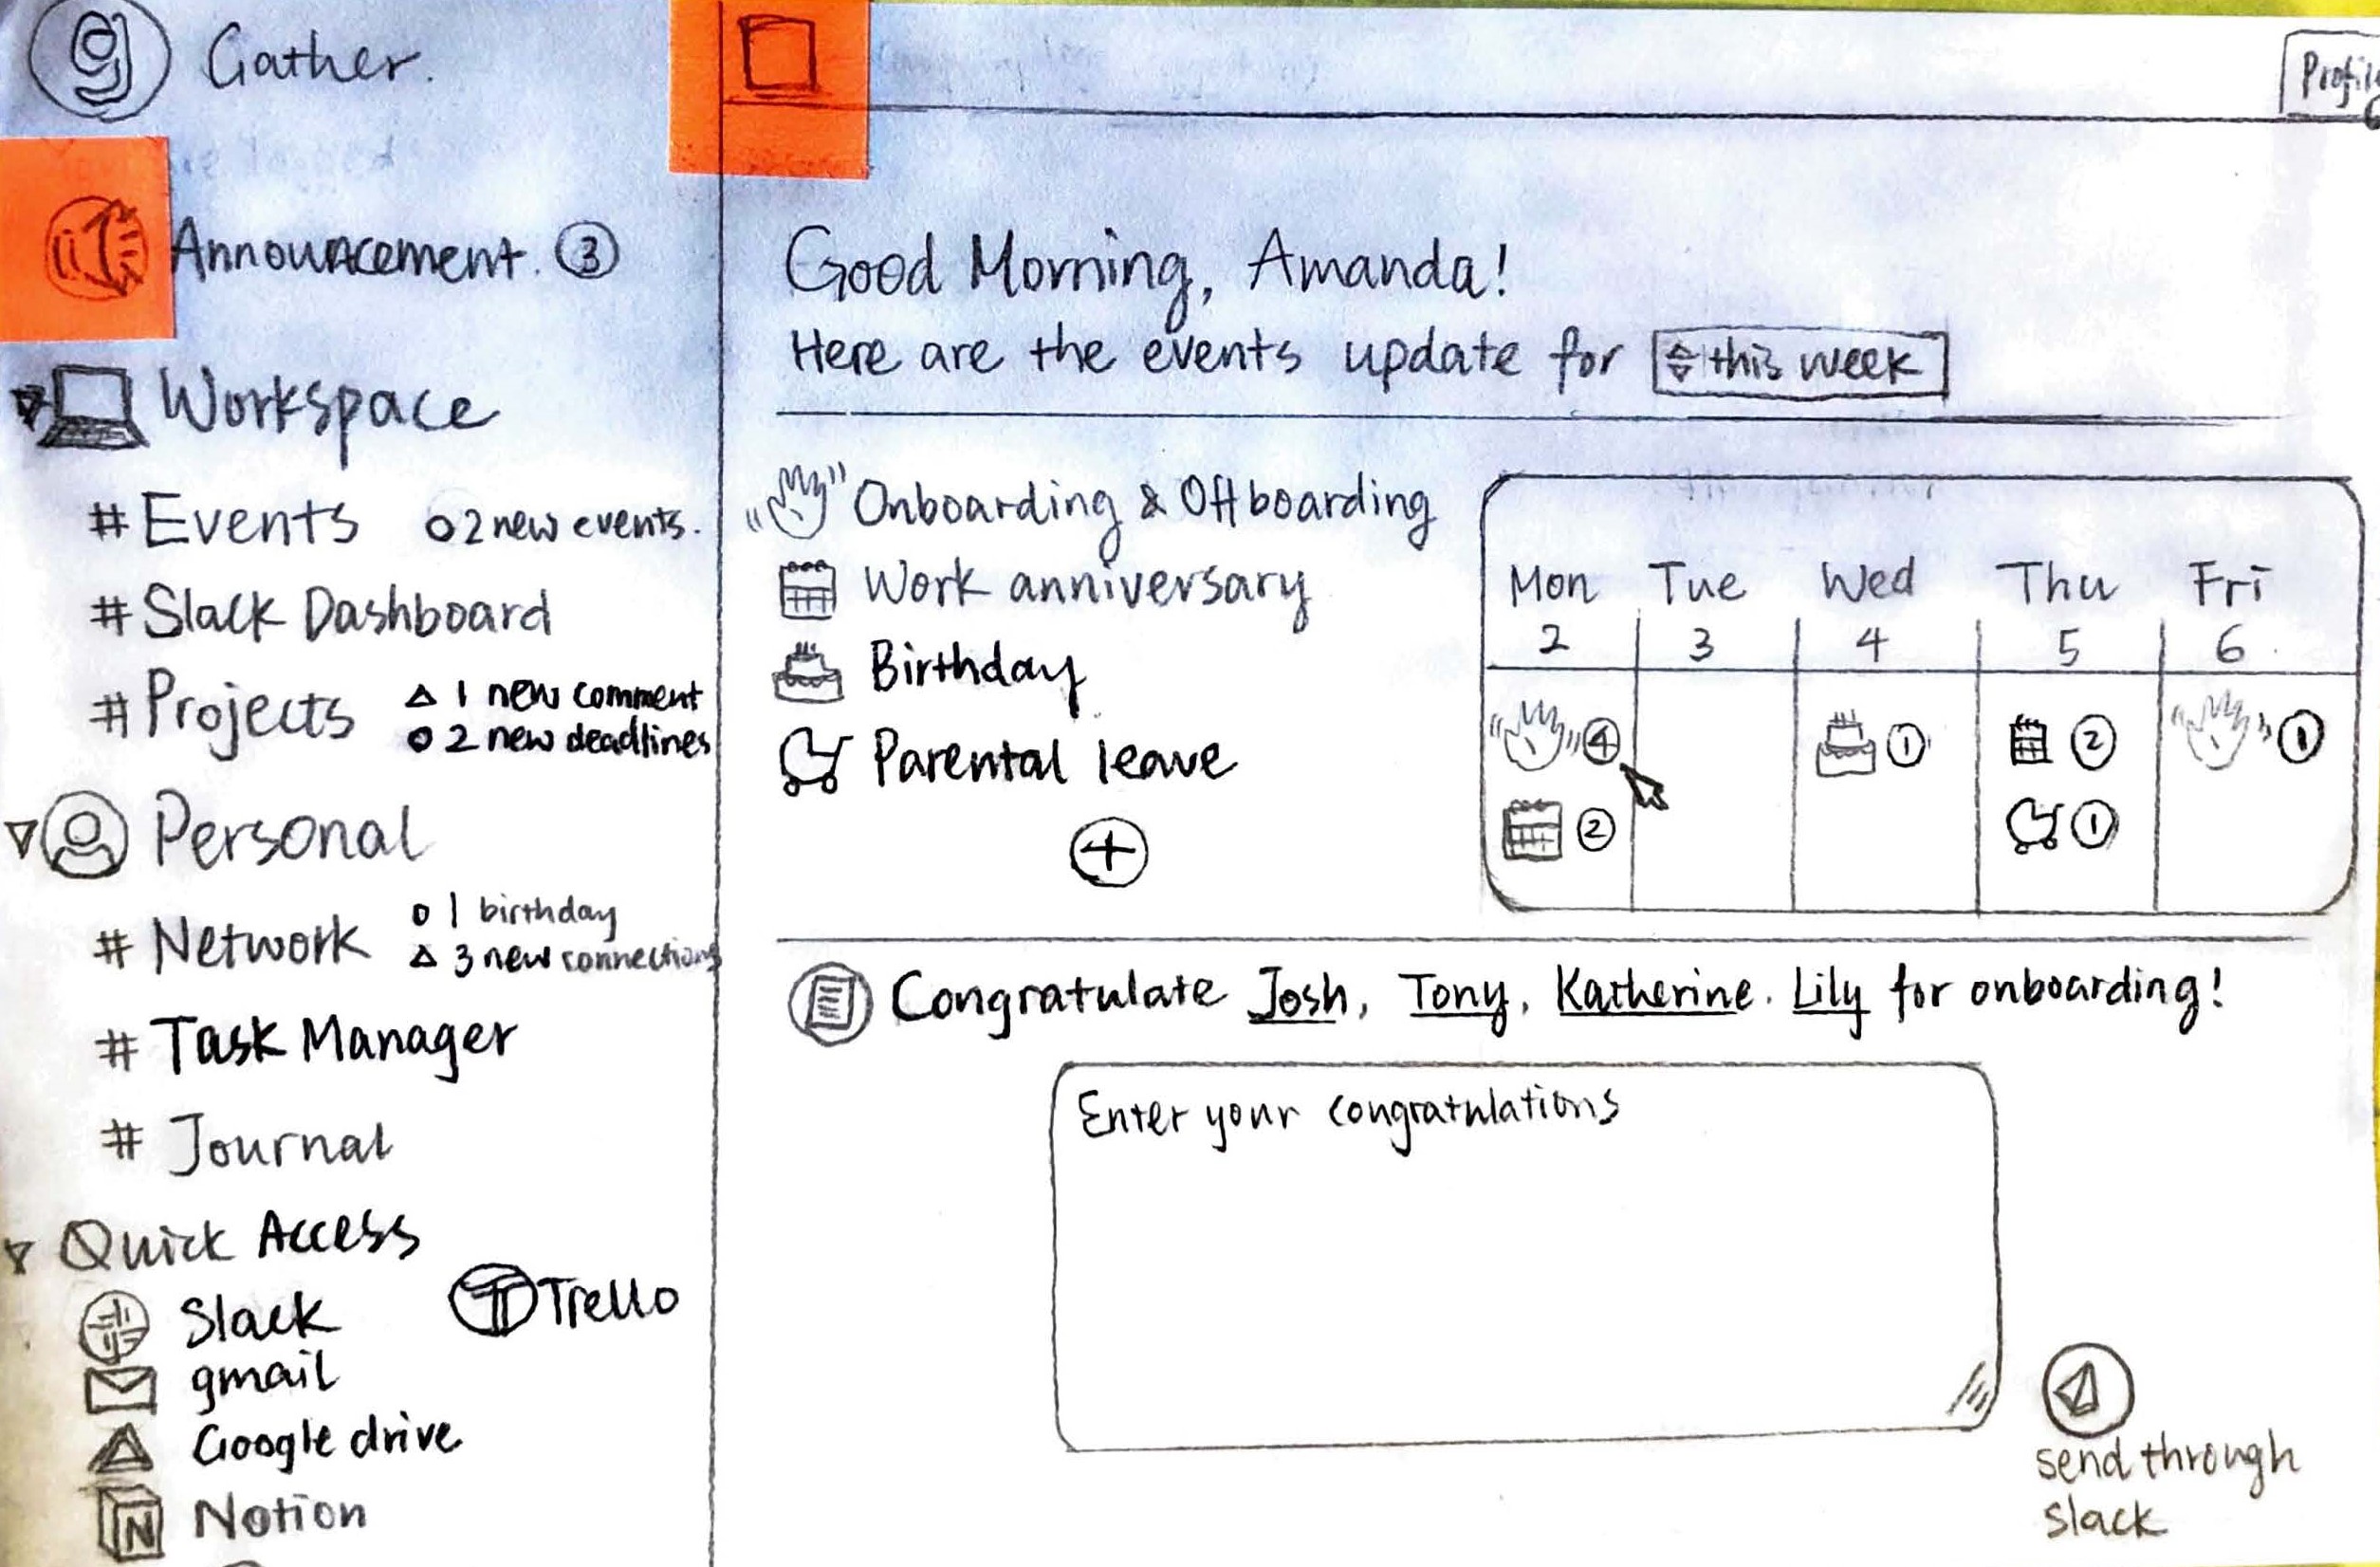 g Gather.
Profile
Announcement. 3
Workspace
# Events o 2 new events.
# Slack Dashboard
# Projects △ 1 new comment
o 2 new deadlines
Personal
# Network o 1 birthday
△ 3 new connections
# Task Manager
# Journal
Quick Access
Slack
T Trello
gmail
Google drive
N Notion
Good Morning, Amanda!
Here are the events update for this week
Onboarding & Offboarding
Work anniversary
Birthday
Parental leave
+
Mon Tue Wed Thu Fri
2 3 4 5 6
4 1 2 1
2 1
Congratulate Josh, Tony, Katherine. Lily for onboarding!
Enter your congratulations
send through
slack